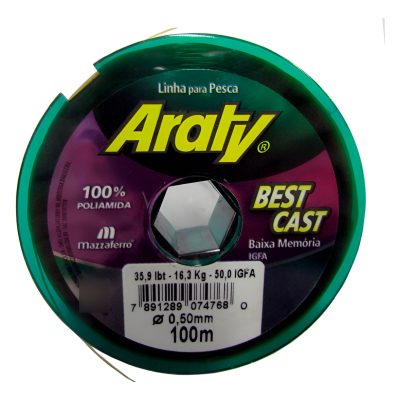 Linha para Pesca
Araty®
100%
POLIAMIDA
mazzaferro®
BEST
CAST
Baixa Memória
IGFA
35,9 lbt - 16,3 Kg - 50,0 IGFA
7 891289 074768 O
Ø 0,50mm
100m